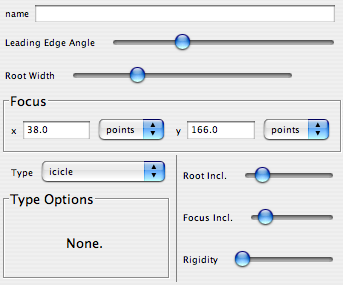 name
Leading Edge Angle
Root Width
Focus
x 38.0 points y 166.0 points
Type icicle
Type Options
None.
Root Incl.
Focus Incl.
Rigidity